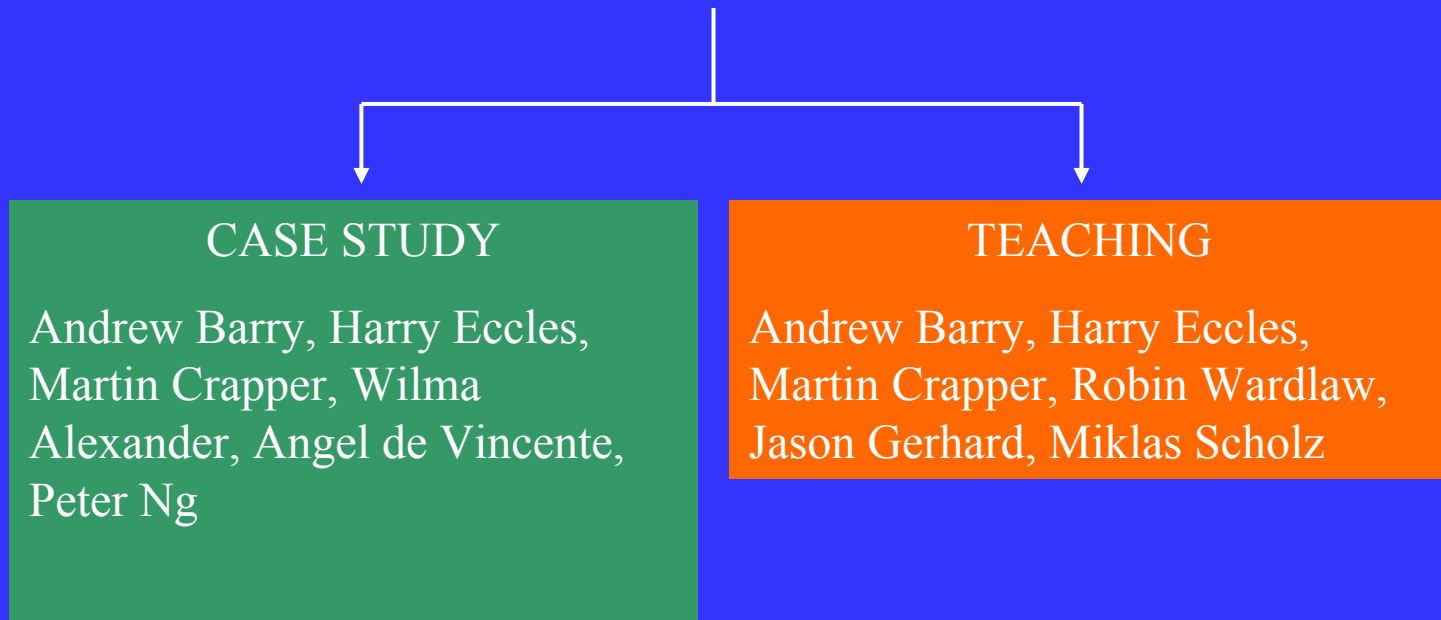 CASE STUDY
Andrew Barry, Harry Eccles,
Martin Crapper, Wilma
Alexander, Angel de Vincente,
Peter Ng
TEACHING
Andrew Barry, Harry Eccles,
Martin Crapper, Robin Wardlaw,
Jason Gerhard, Miklas Scholz